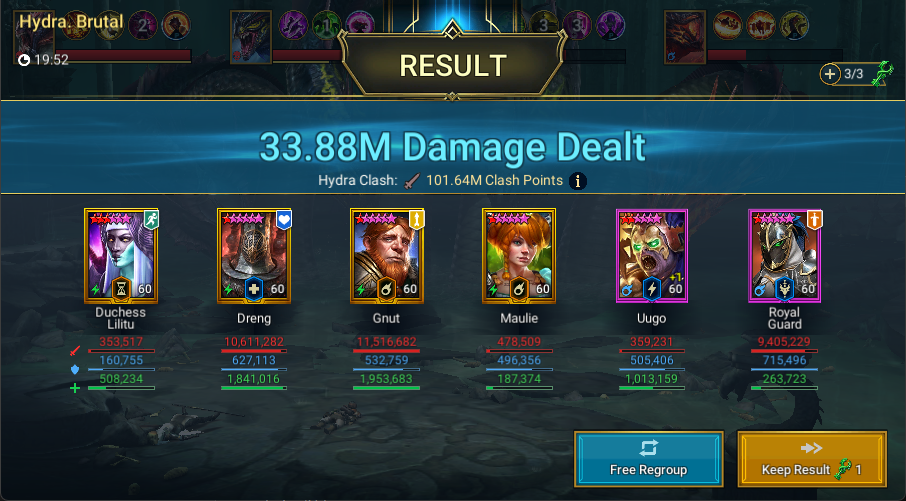 Hydra. Brutal
2
3
3
19:52
RESULT
3/3
33.88M Damage Dealt
Hydra Clash: 101.64M Clash Points i
60 60 60 60 +1 60 60
Duchess Lilitu
Dreng
Gnut
Maulie
Uugo
Royal Guard
353,517 10,611,282 11,516,682 478,509 359,231 9,405,229
160,755 627,113 532,759 496,356 505,406 715,496
508,234 1,841,016 1,953,683 187,374 1,013,159 263,723
Free Regroup
Keep Result 1